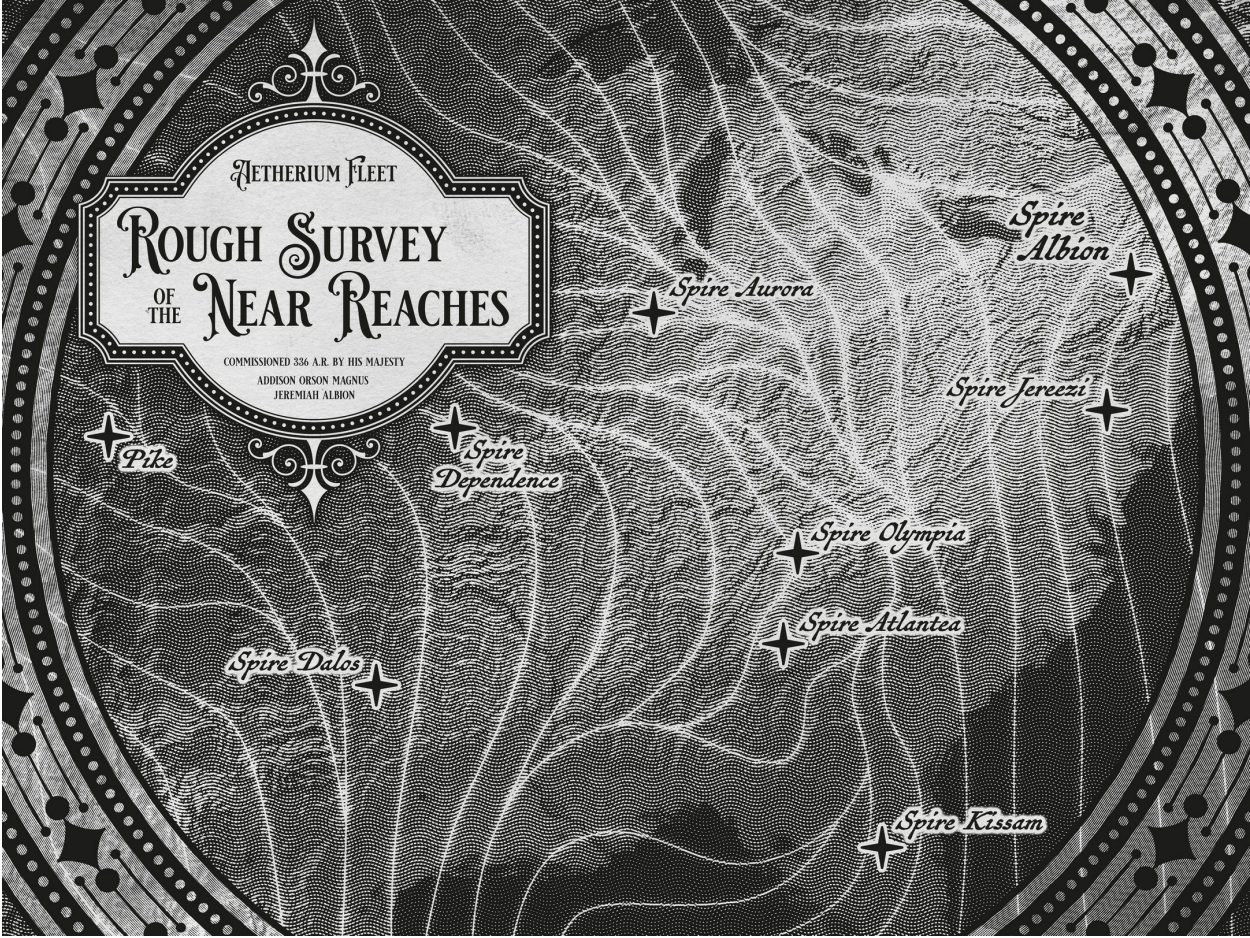 Aetherium Fleet
Rough Survey
of the Near Reaches
Commissioned 336 A.R. by His Majesty
Addison Orson Magnus
Jeremiah Albion
Spire
Albion
Spire Aurora
Spire Jereezi
Pike
Spire
Dependence
Spire Olympia
Spire Atlantea
Spire Dalos
Spire Kissam